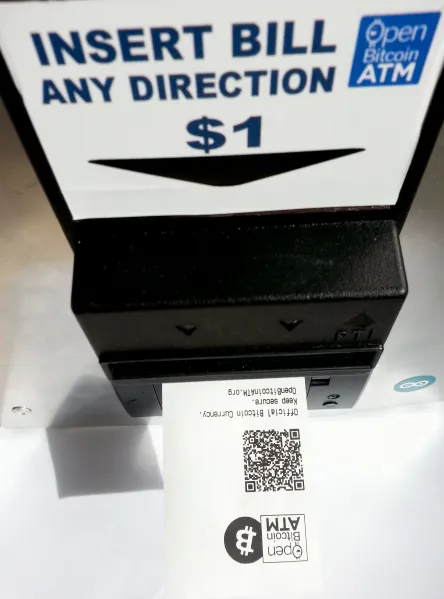 INSERT BILL
ANY DIRECTION
$1
Open
Bitcoin
ATM
Open
Bitcoin
ATM
Official Bitcoin Currency.
Keep secure.
OpenBitcoinATM.org